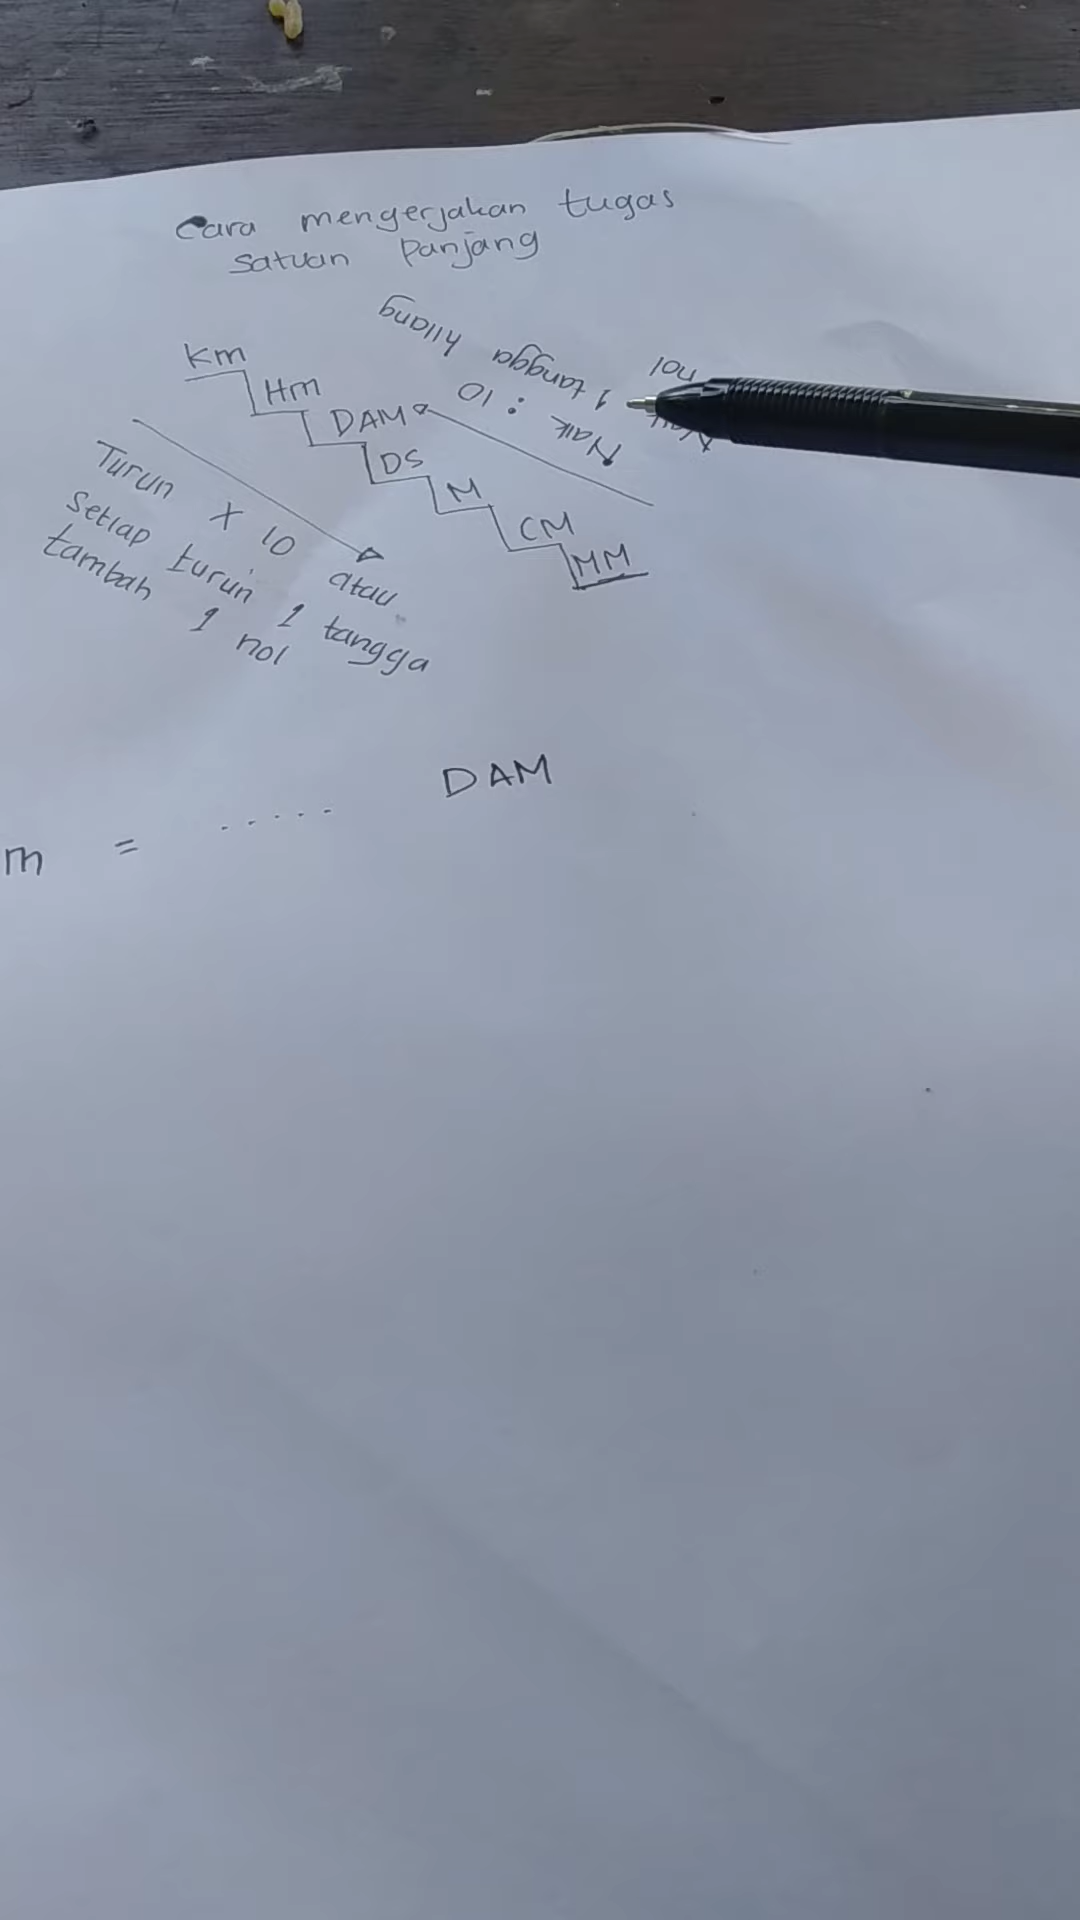 Cara mengerjakan tugas
satuan Panjang
Km
Hm
DAM
DS
M
CM
MM
Naik : 10
1 tangga hilang
nol
Turun x 10 atau
setiap turun 1 tangga
tambah 1 nol
m = ..... DAM